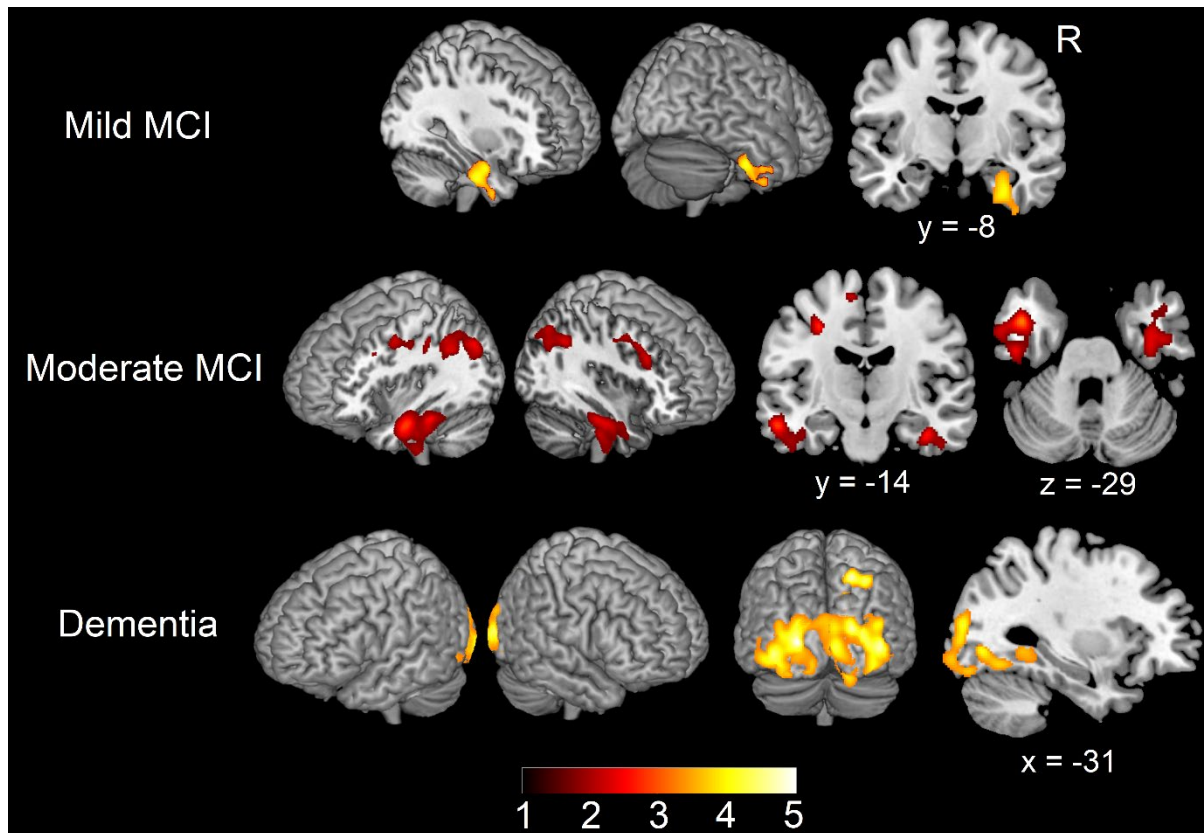 R
Mild MCI
y = -8
Moderate MCI
y = -14
z = -29
Dementia
x = -31
1 2 3 4 5